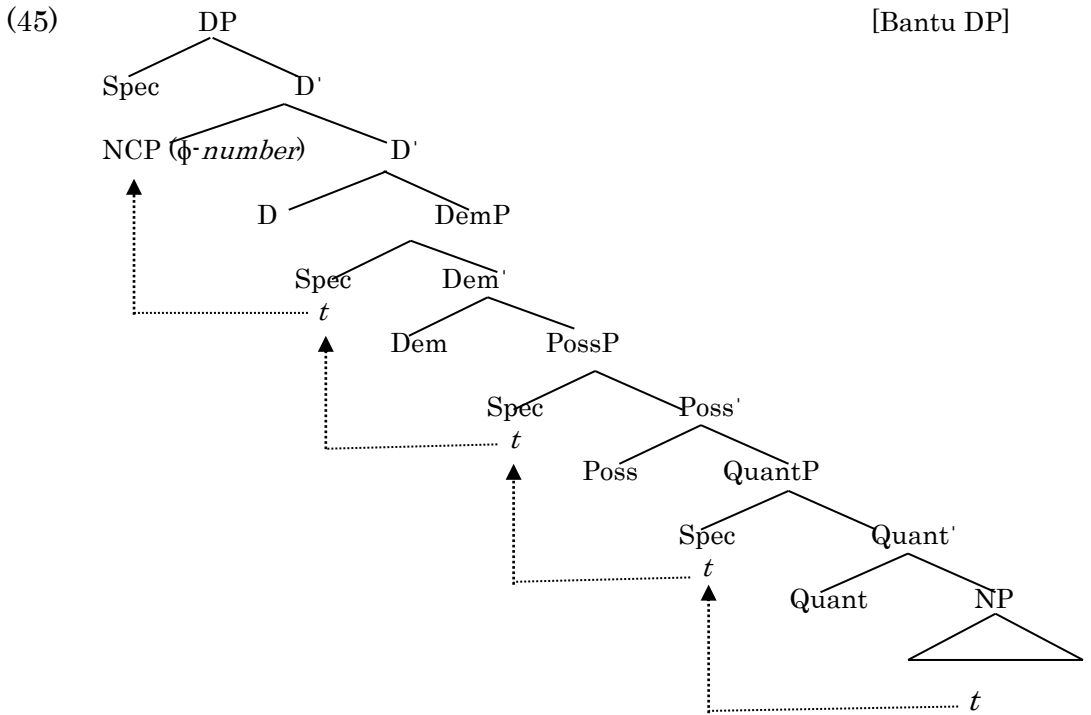 (45) DP [Bantu DP]
Spec D'
NCP (ϕ-number) D'
D DemP
Spec Dem'
t
Dem PossP
Spec Poss'
t
Poss QuantP
Spec Quant'
t
Quant NP
t